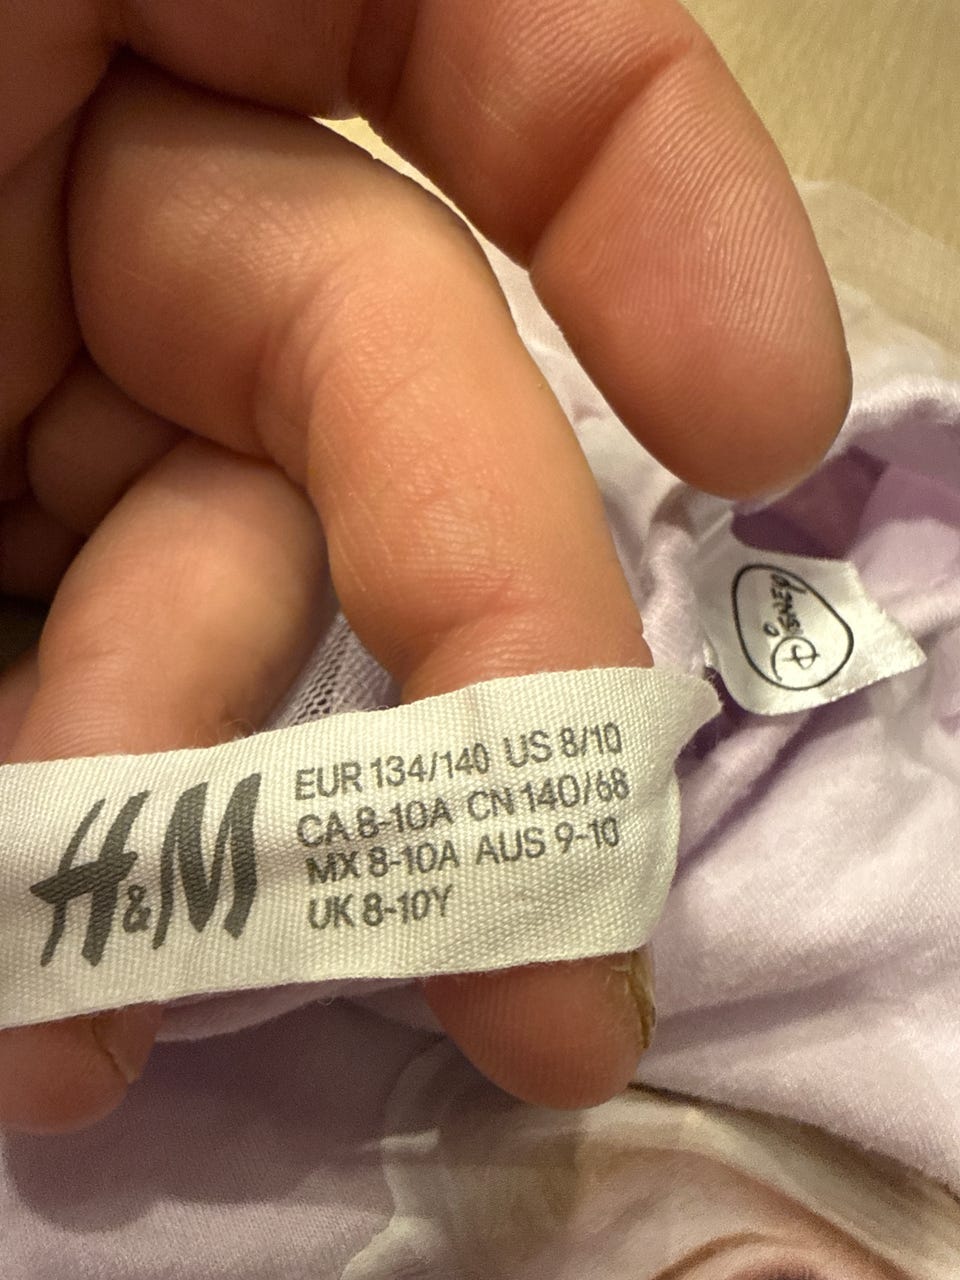 H&M
EUR 134/140 US 8/10
CA 8-10A CN 140/68
MX 8-10A AUS 9-10
UK 8-10Y
Disney